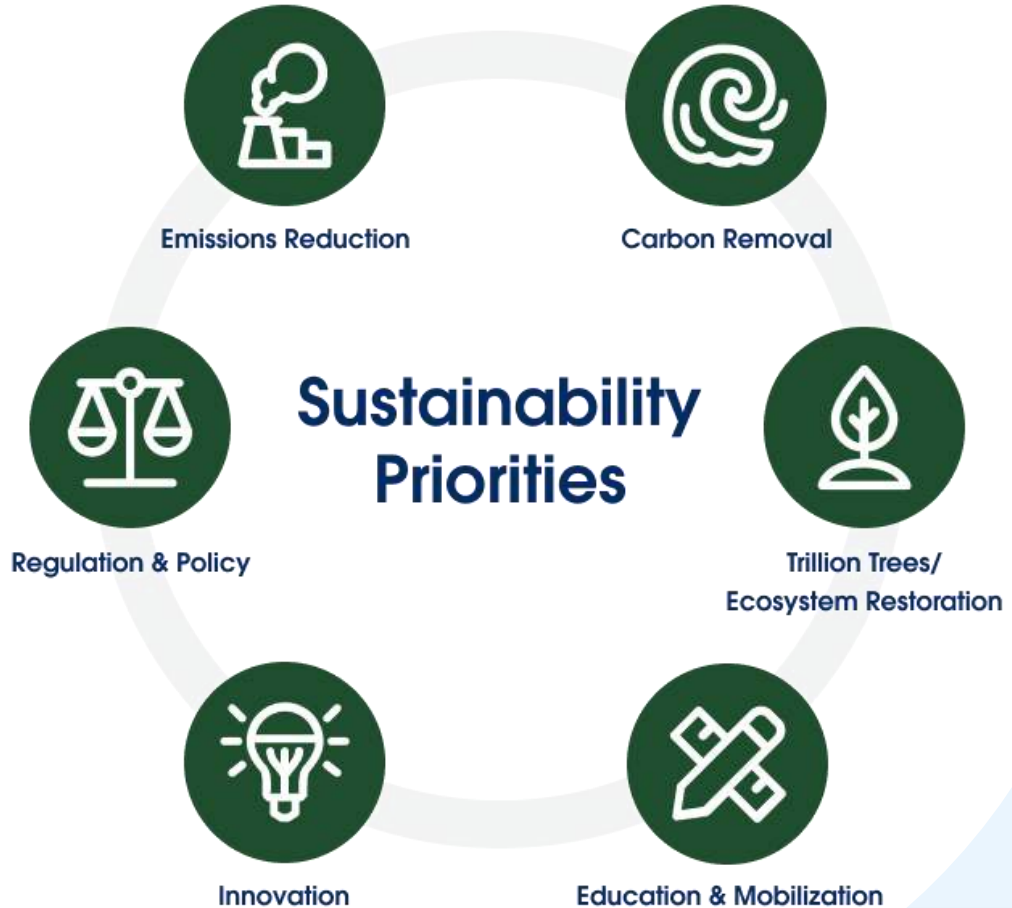 Emissions Reduction
Carbon Removal
Sustainability
Priorities
Regulation & Policy
Trillion Trees/
Ecosystem Restoration
Innovation
Education & Mobilization